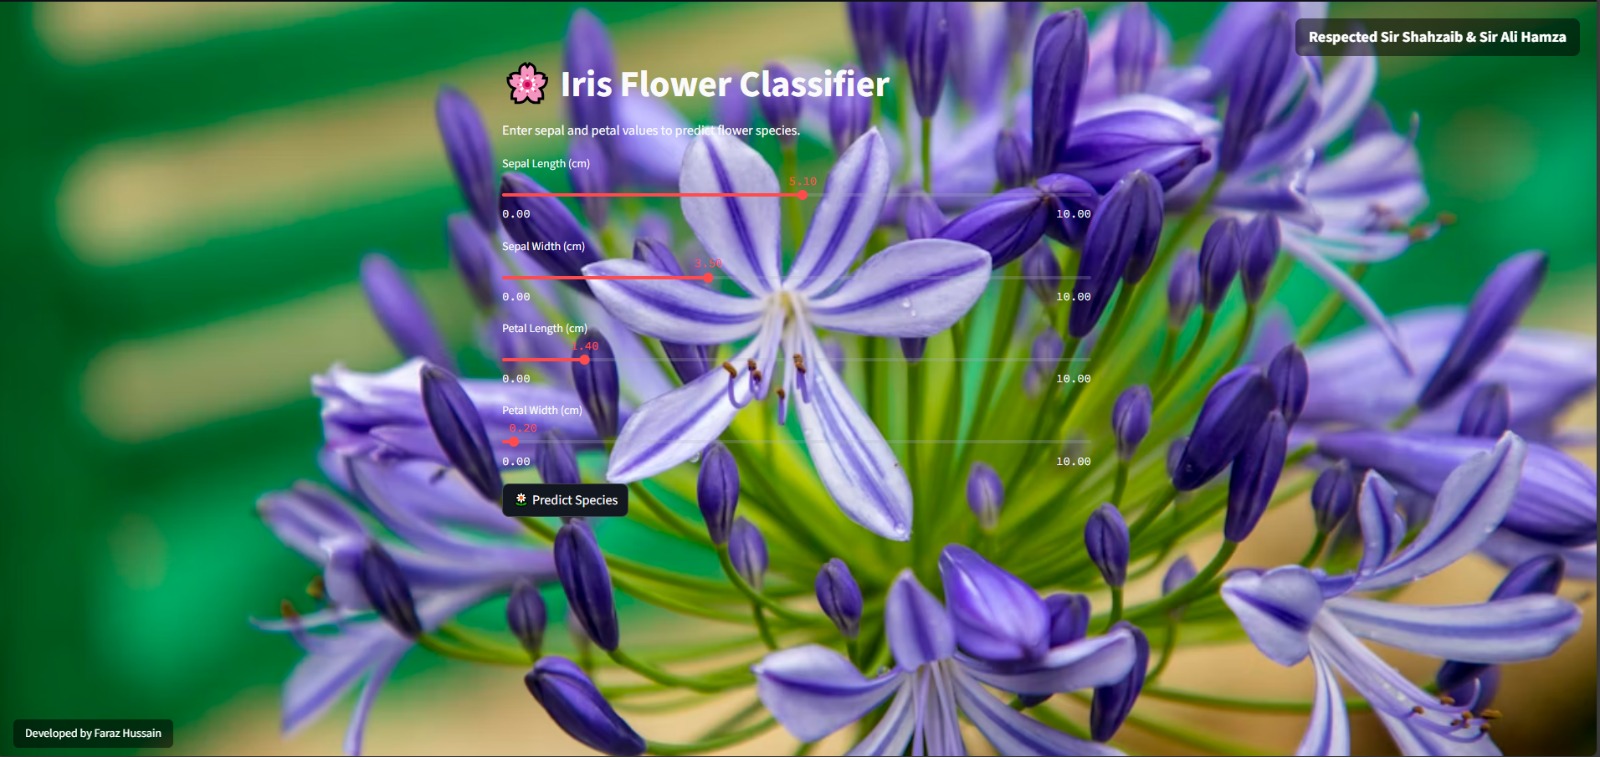 Respected Sir Shahzaib & Sir Ali Hamza
Iris Flower Classifier
Enter sepal and petal values to predict flower species.
Sepal Length (cm)
5.10
0.00 10.00
Sepal Width (cm)
0.00 10.00
Petal Length (cm)
1.40
0.00 10.00
Petal Width (cm)
0.20
0.00 10.00
Predict Species
Developed by Faraz Hussain